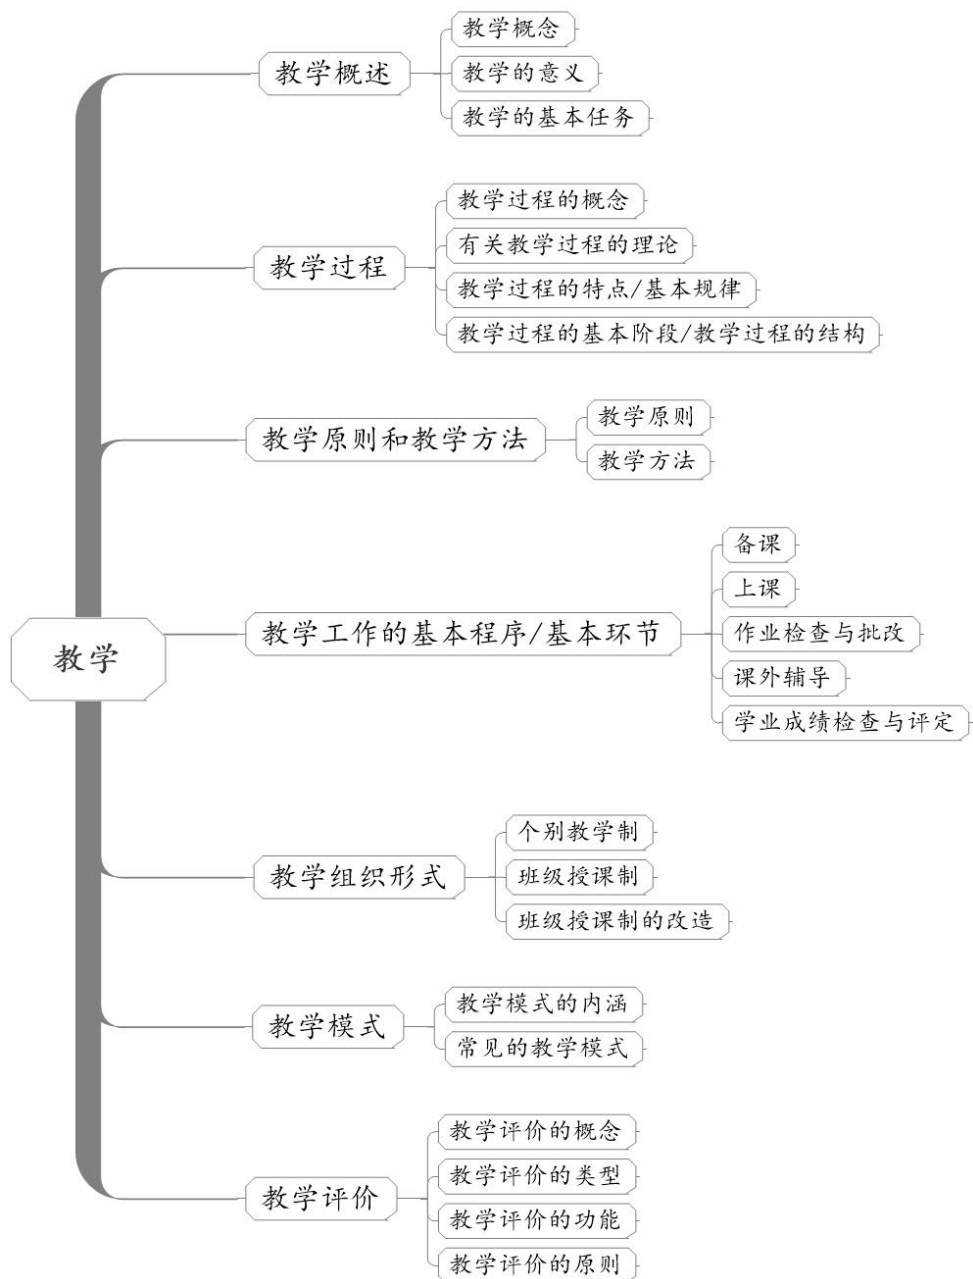 教学
教学概述
教学概念
教学的意义
教学的基本任务
教学过程
教学过程的概念
有关教学过程的理论
教学过程的特点/基本规律
教学过程的基本阶段/教学过程的结构
教学原则和教学方法
教学原则
教学方法
教学工作的基本程序/基本环节
备课
上课
作业检查与批改
课外辅导
学业成绩检查与评定
教学组织形式
个别教学制
班级授课制
班级授课制的改造
教学模式
教学模式的内涵
常见的教学模式
教学评价
教学评价的概念
教学评价的类型
教学评价的功能
教学评价的原则